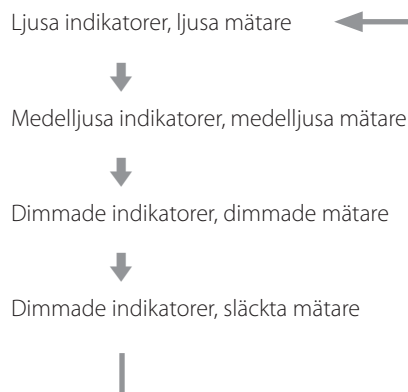 Ljusa indikatorer, ljusa mätare
Medelljusa indikatorer, medelljusa mätare
Dimmade indikatorer, dimmade mätare
Dimmade indikatorer, släckta mätare